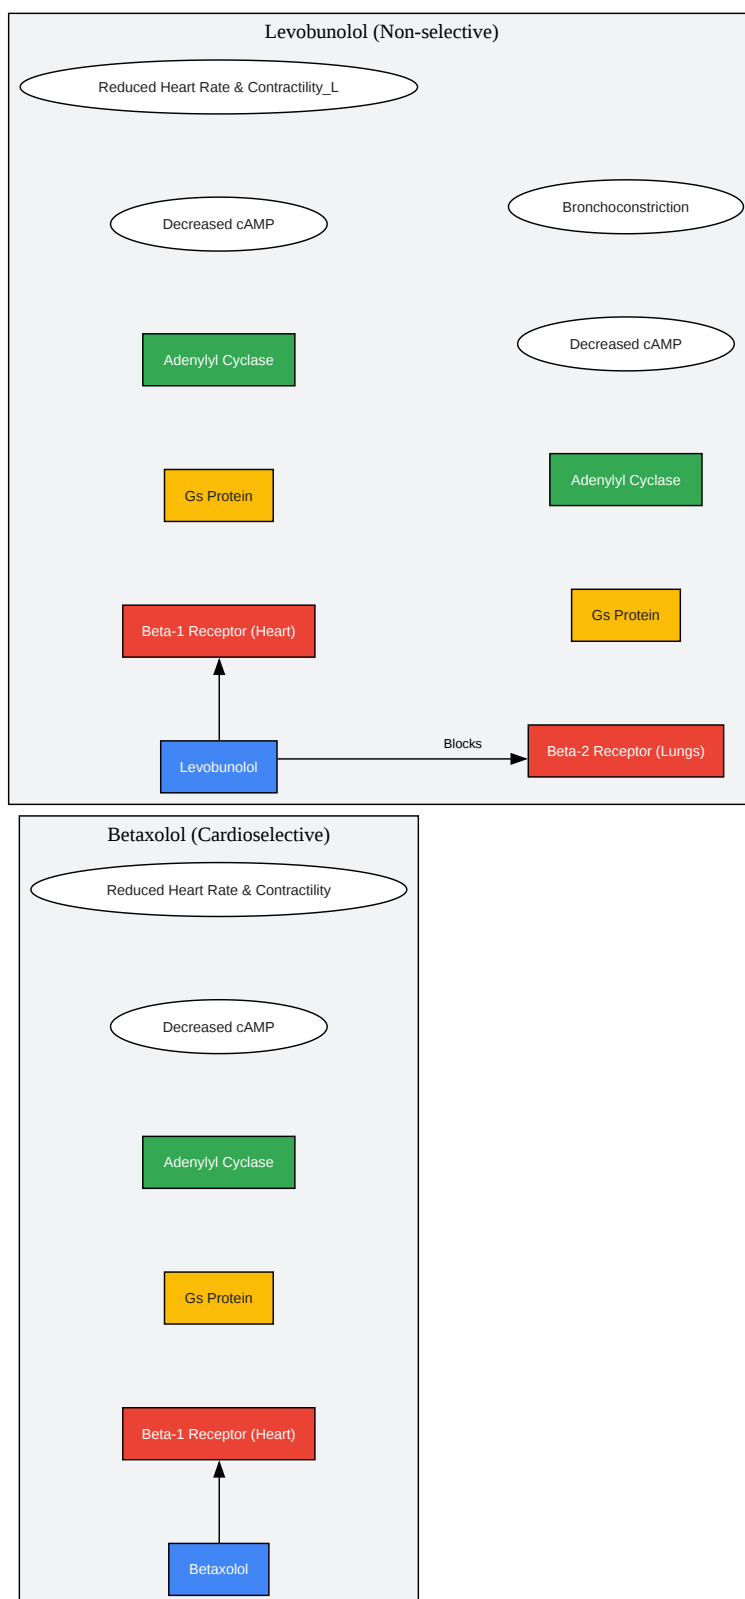 Levobunolol (Non-selective)
Reduced Heart Rate & Contractility_L
Decreased cAMP
Adenylyl Cyclase
Gs Protein
Beta-1 Receptor (Heart)
Levobunolol
Bronchoconstriction
Decreased cAMP
Adenylyl Cyclase
Gs Protein
Blocks
Beta-2 Receptor (Lungs)
Betaxolol (Cardioselective)
Reduced Heart Rate & Contractility
Decreased cAMP
Adenylyl Cyclase
Gs Protein
Beta-1 Receptor (Heart)
Betaxolol